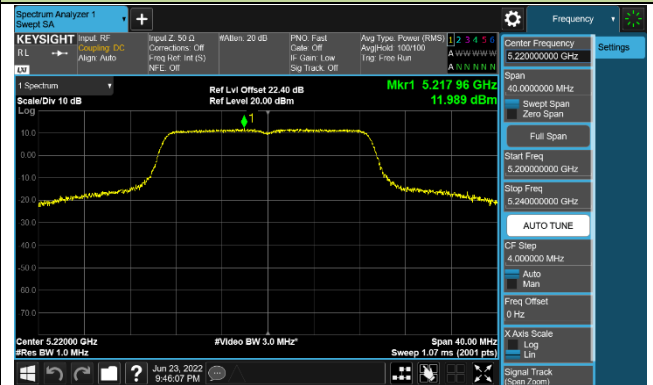 Spectrum Analyzer 1
Swept SA
+
Frequency
KEYSIGHT
RL
Input: RF
Coupling: DC
Align: Auto
Input Z: 50 Ω
Corrections: Off
Freq Ref: Int (S)
NFE: Off
#Atten: 20 dB
PNO: Fast
Gate: Off
IF Gain: Low
Sig Track: Off
Avg Type: Power (RMS)
Avg|Hold: 100/100
Trig: Free Run
1 2 3 4 5 6
A W W W W W
A N N N N N
1 Spectrum
Scale/Div 10 dB
Ref Lvl Offset 22.40 dB
Ref Level 20.00 dBm
Mkr1 5.217 96 GHz
11.989 dBm
Log
1
10.0
0.00
-10.0
-20.0
-30.0
-40.0
-50.0
-60.0
-70.0
Center 5.22000 GHz
#Res BW 1.0 MHz
#Video BW 3.0 MHz*
Span 40.00 MHz
Sweep 1.07 ms (2001 pts)
Jun 23, 2022
9:46:07 PM
?
Center Frequency
5.220000000 GHz
Settings
Span
40.0000000 MHz
Swept Span
Zero Span
Full Span
Start Freq
5.200000000 GHz
Stop Freq
5.240000000 GHz
AUTO TUNE
CF Step
4.000000 MHz
Auto
Man
Freq Offset
0 Hz
X Axis Scale
Log
Lin
Signal Track
(Span Zoom)